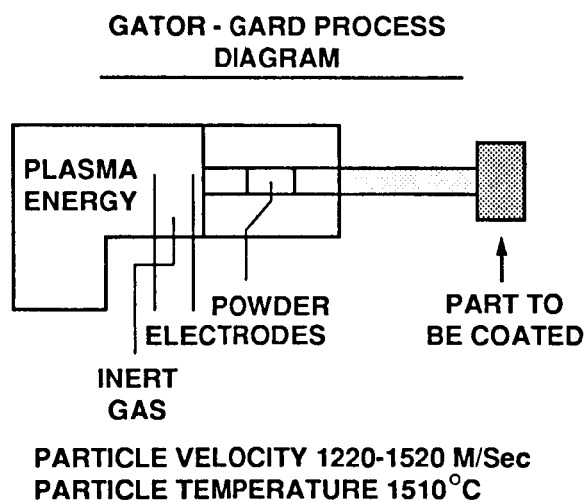 GATOR - GARD PROCESS
DIAGRAM
PLASMA
ENERGY
POWDER
ELECTRODES
INERT
GAS
PART TO
BE COATED
PARTICLE VELOCITY 1220-1520 M/Sec
PARTICLE TEMPERATURE 1510°C